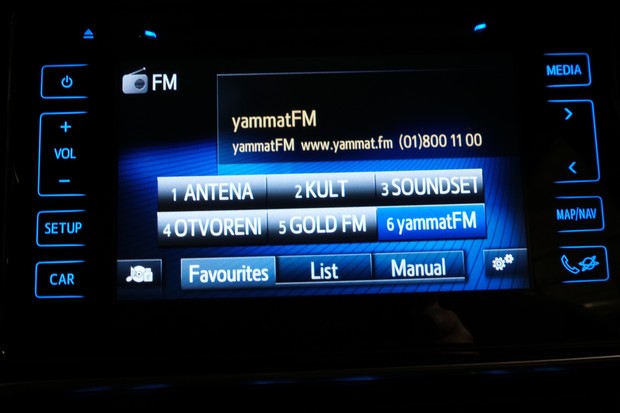 FM
yammatFM
yammatFM www.yammat.fm (01)800 11 00
1 ANTENA 2 KULT 3 SOUNDSET
4 OTVORENI 5 GOLD FM 6 yammatFM
Favourites List Manual
+
VOL
–
SETUP
CAR
MEDIA
MAP/NAV